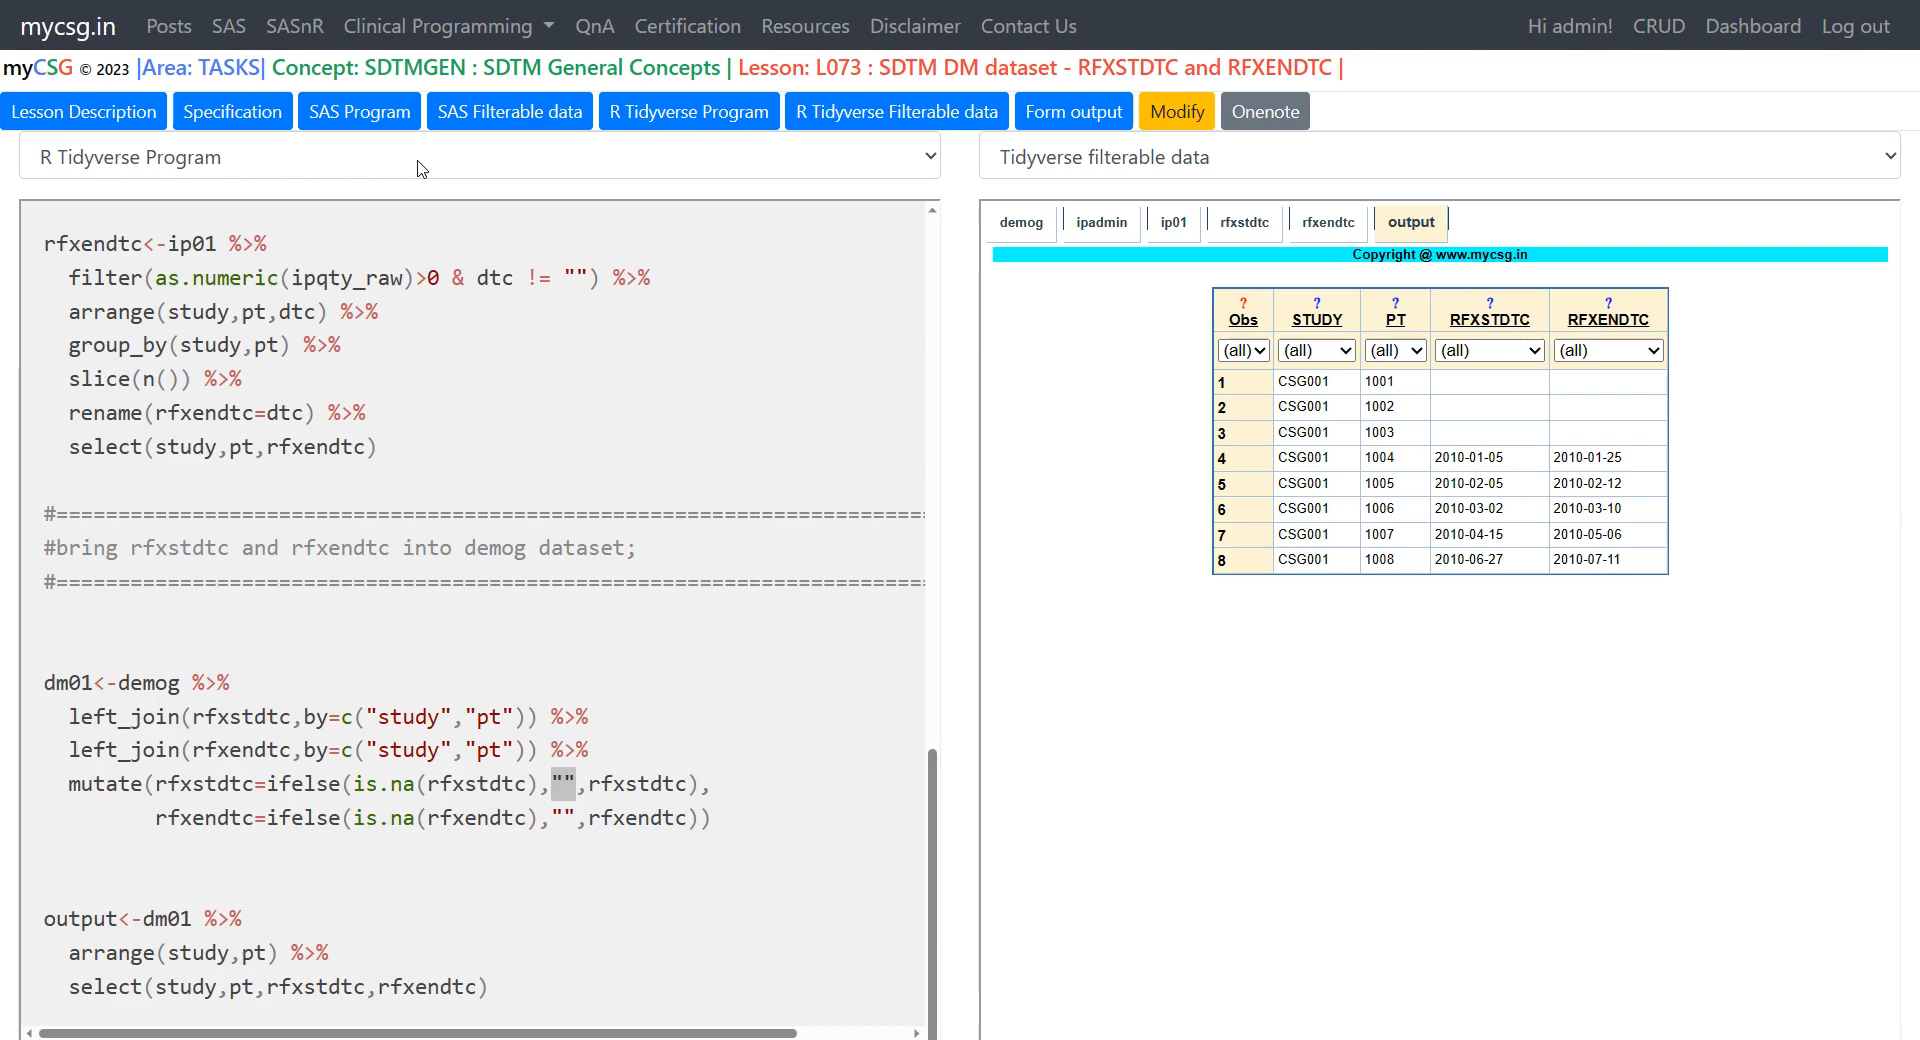 mycsg.in Posts SAS SASnR Clinical Programming QnA Certification Resources Disclaimer Contact Us Hi admin! CRUD Dashboard Log out
myCSG © 2023 |Area: TASKS| Concept: SDTMGEN : SDTM General Concepts | Lesson: L073 : SDTM DM dataset - RFXSTDTC and RFXENDTC |
Lesson Description Specification SAS Program SAS Filterable data R Tidyverse Program R Tidyverse Filterable data Form output Modify Onenote
R Tidyverse Program
rfxendtc<-ip01 %>%
  filter(as.numeric(ipqty_raw)>0 & dtc != "") %>%
  arrange(study,pt,dtc) %>%
  group_by(study,pt) %>%
  slice(n()) %>%
  rename(rfxendtc=dtc) %>%
  select(study,pt,rfxendtc)
#=======================================================================
#bring rfxstdtc and rfxendtc into demog dataset;
#=======================================================================
dm01<-demog %>%
  left_join(rfxstdtc,by=c("study","pt")) %>%
  left_join(rfxendtc,by=c("study","pt")) %>%
  mutate(rfxstdtc=ifelse(is.na(rfxstdtc),"",rfxstdtc),
         rfxendtc=ifelse(is.na(rfxendtc),"",rfxendtc))
output<-dm01 %>%
  arrange(study,pt) %>%
  select(study,pt,rfxstdtc,rfxendtc)
Tidyverse filterable data
demog ipadmin ip01 rfxstdtc rfxendtc output
Copyright @ www.mycsg.in
? ? ? ? ?
Obs STUDY PT RFXSTDTC RFXENDTC
(all) (all) (all) (all) (all)
1 CSG001 1001
2 CSG001 1002
3 CSG001 1003
4 CSG001 1004 2010-01-05 2010-01-25
5 CSG001 1005 2010-02-05 2010-02-12
6 CSG001 1006 2010-03-02 2010-03-10
7 CSG001 1007 2010-04-15 2010-05-06
8 CSG001 1008 2010-06-27 2010-07-11